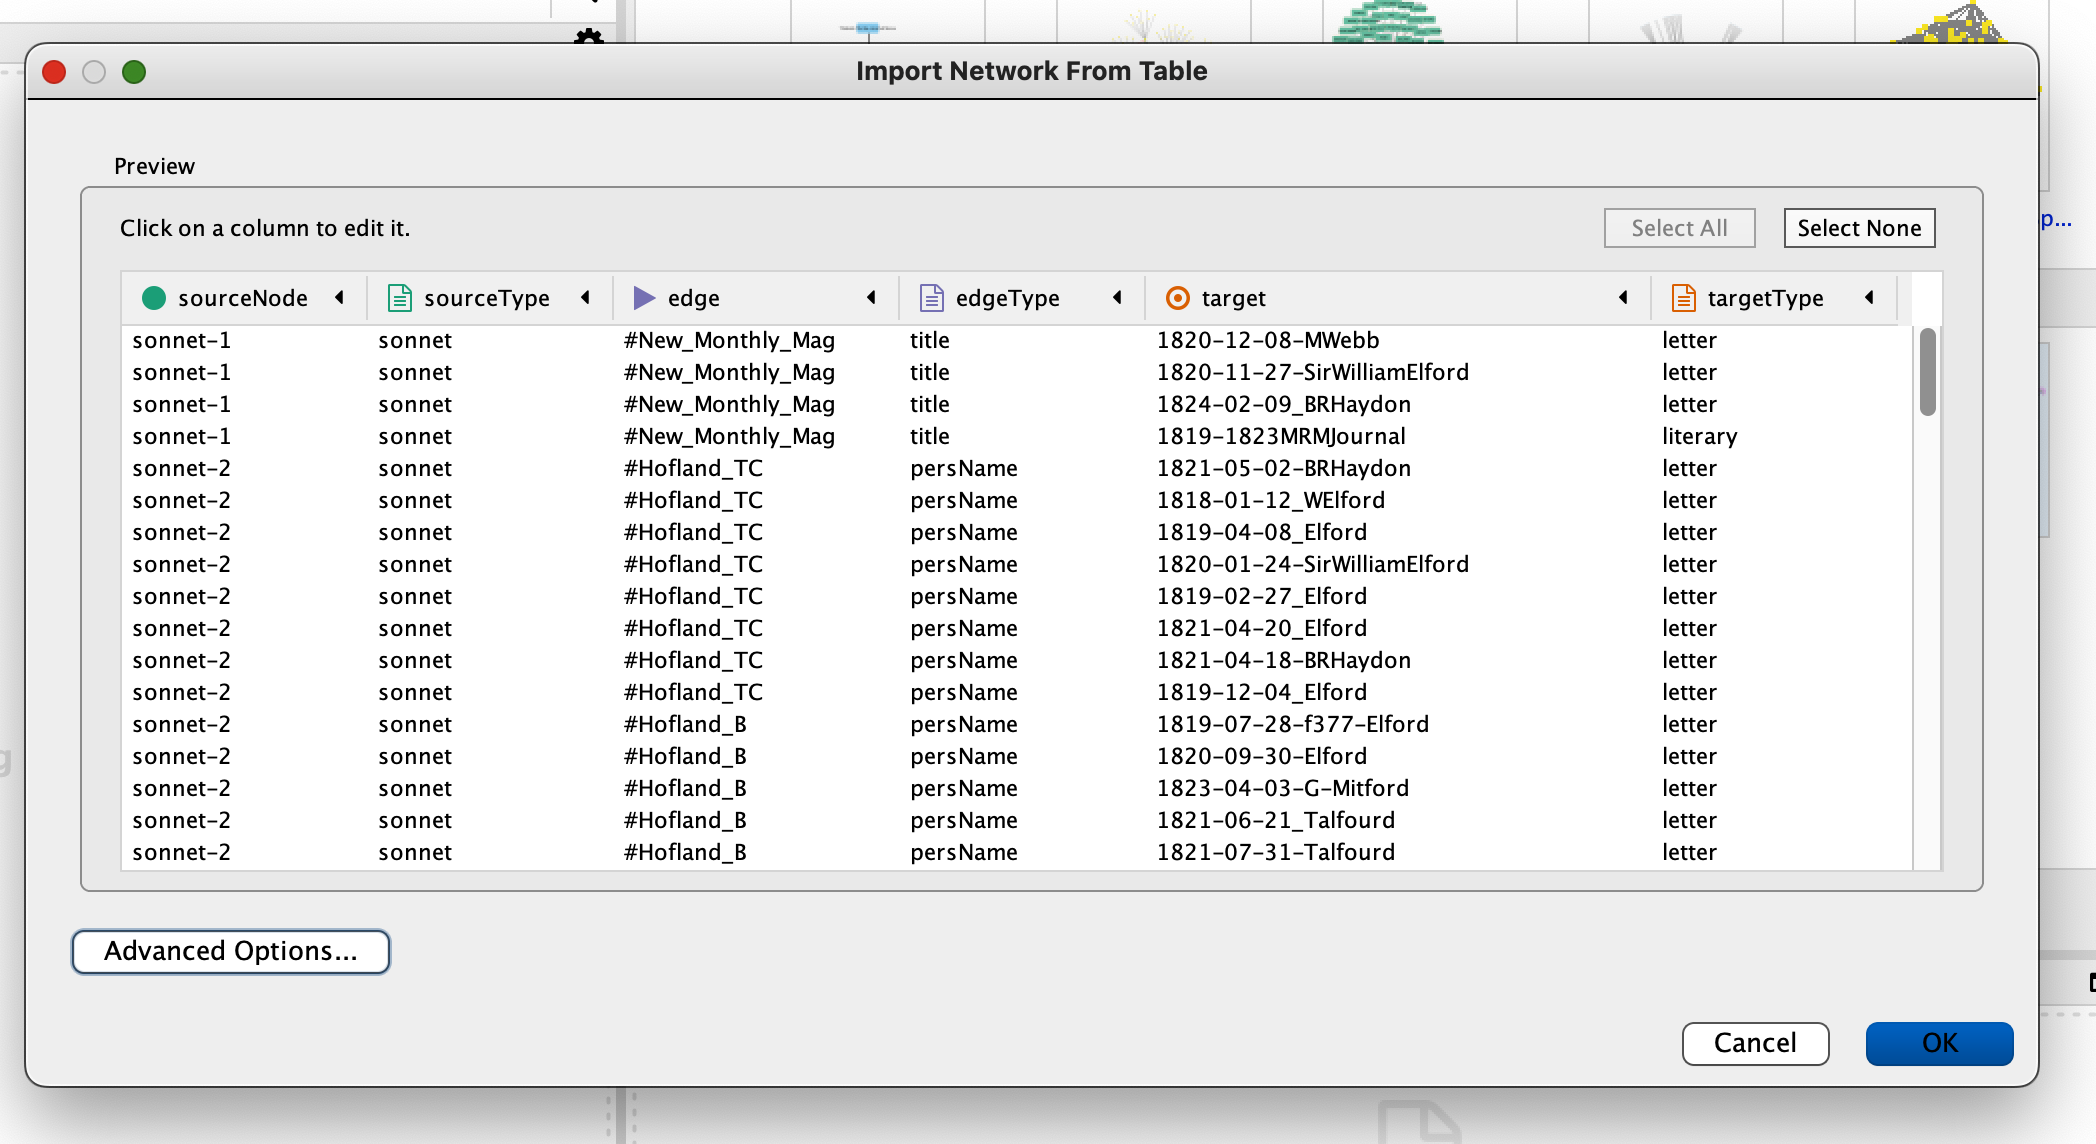 Import Network From Table
Preview
Click on a column to edit it.
Select All
Select None
sourceNode sourceType edge edgeType target targetType
sonnet-1 sonnet #New_Monthly_Mag title 1820-12-08-MWebb letter
sonnet-1 sonnet #New_Monthly_Mag title 1820-11-27-SirWilliamElford letter
sonnet-1 sonnet #New_Monthly_Mag title 1824-02-09_BRHaydon letter
sonnet-1 sonnet #New_Monthly_Mag title 1819-1823MRMJournal literary
sonnet-2 sonnet #Hofland_TC persName 1821-05-02-BRHaydon letter
sonnet-2 sonnet #Hofland_TC persName 1818-01-12_WElford letter
sonnet-2 sonnet #Hofland_TC persName 1819-04-08_Elford letter
sonnet-2 sonnet #Hofland_TC persName 1820-01-24-SirWilliamElford letter
sonnet-2 sonnet #Hofland_TC persName 1819-02-27_Elford letter
sonnet-2 sonnet #Hofland_TC persName 1821-04-20_Elford letter
sonnet-2 sonnet #Hofland_TC persName 1821-04-18-BRHaydon letter
sonnet-2 sonnet #Hofland_TC persName 1819-12-04_Elford letter
sonnet-2 sonnet #Hofland_B persName 1819-07-28-f377-Elford letter
sonnet-2 sonnet #Hofland_B persName 1820-09-30-Elford letter
sonnet-2 sonnet #Hofland_B persName 1823-04-03-G-Mitford letter
sonnet-2 sonnet #Hofland_B persName 1821-06-21_Talfourd letter
sonnet-2 sonnet #Hofland_B persName 1821-07-31-Talfourd letter
Advanced Options...
Cancel
OK
p...
g